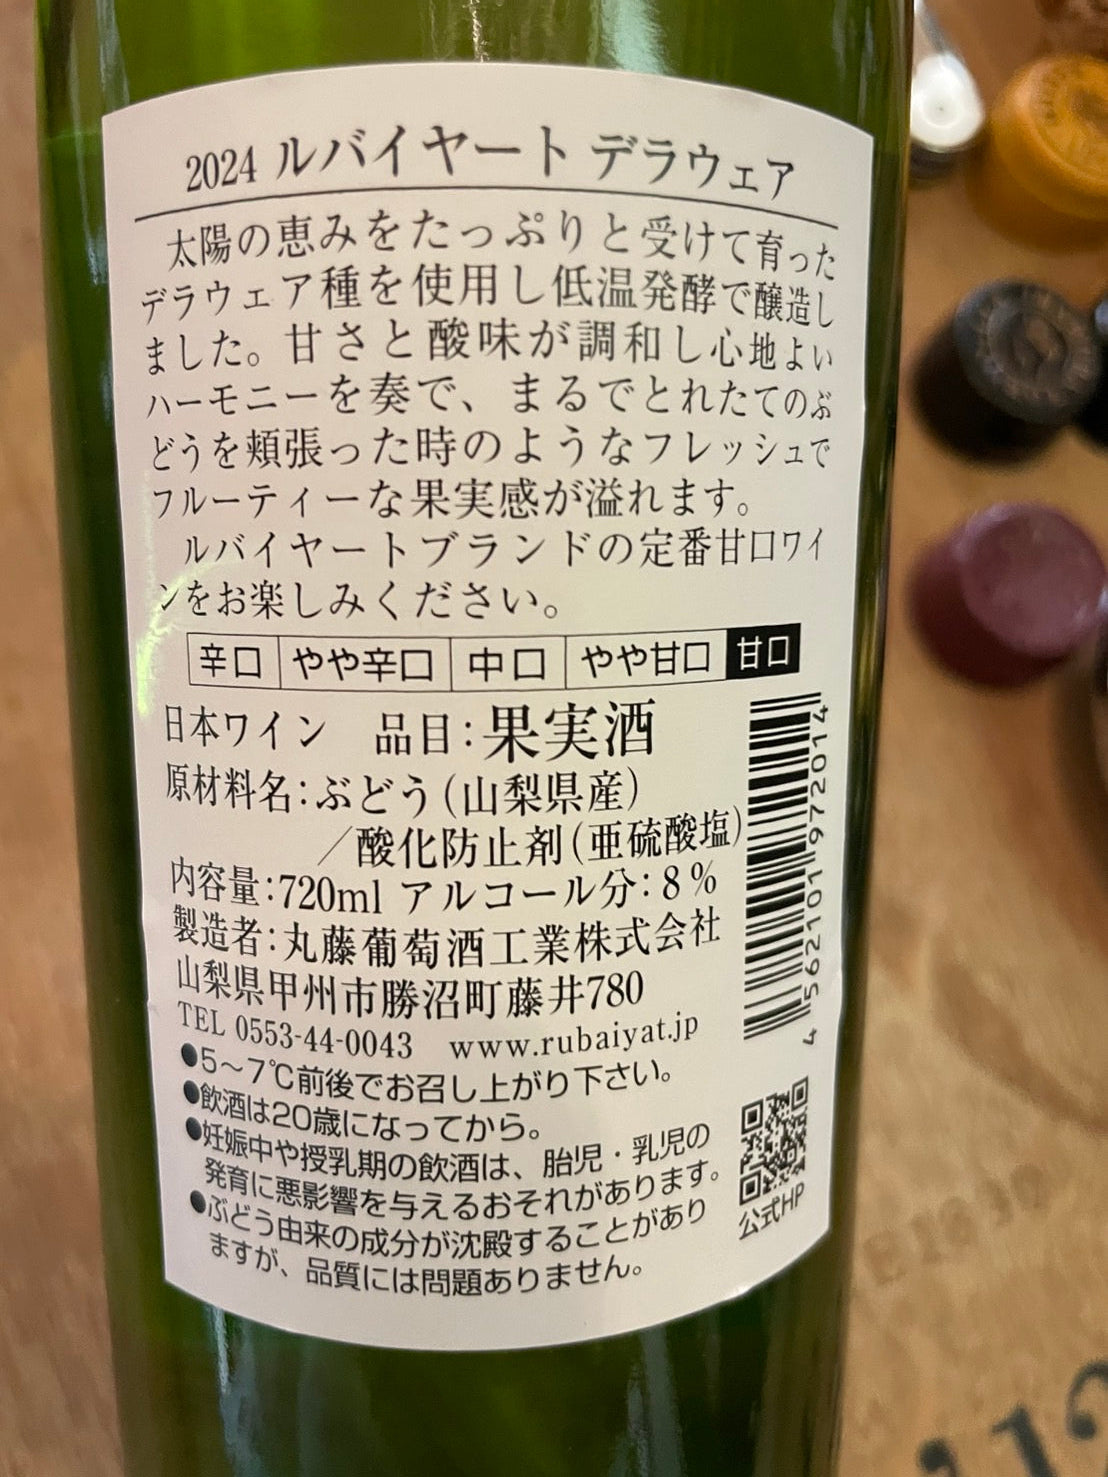 2024 ルバイヤート デラウェア
太陽の恵みをたっぷりと受けて育った
デラウェア種を使用し低温発酵で醸造し
ました。甘さと酸味が調和し心地よい
ハーモニーを奏で、まるでとれたてのぶ
どうを頬張った時のようなフレッシュで
フルーティーな果実感が溢れます。
ルバイヤートブランドの定番甘口ワイ
ンをお楽しみください。
辛口 やや辛口 中口 やや甘口 甘口
日本ワイン 品目:果実酒
原材料名:ぶどう(山梨県産)
/酸化防止剤(亜硫酸塩)
内容量:720ml アルコール分:8%
製造者:丸藤葡萄酒工業株式会社
山梨県甲州市勝沼町藤井780
TEL 0553-44-0043 www.rubaiyat.jp
●5~7℃前後でお召し上がり下さい。
●飲酒は20歳になってから。
●妊娠中や授乳期の飲酒は、胎児・乳児の
発育に悪影響を与えるおそれがあります。
●ぶどう由来の成分が沈殿することがあり
ますが、品質には問題ありません。
4 562101 972014
公式HP